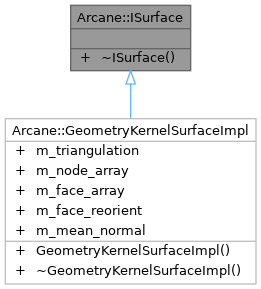 Arcane::ISurface
+ ~ISurface()
Arcane::GeometryKernelSurfaceImpl
+ m_triangulation
+ m_node_array
+ m_face_array
+ m_face_reorient
+ m_mean_normal
+ GeometryKernelSurfaceImpl()
+ ~GeometryKernelSurfaceImpl()